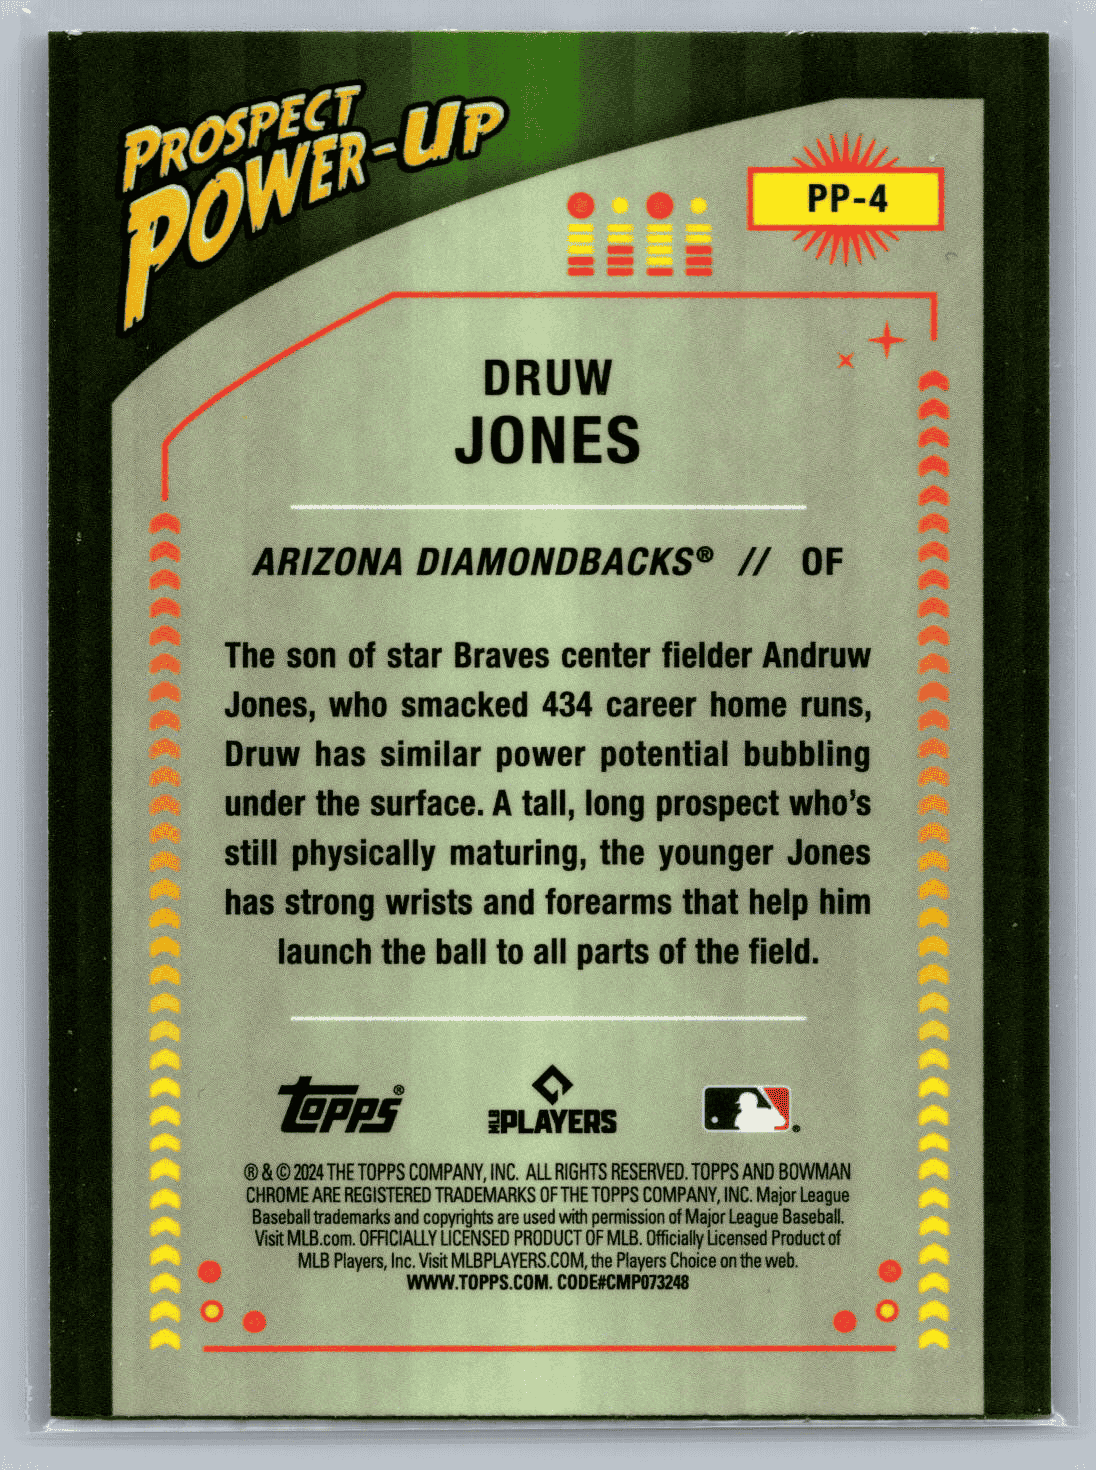 PROSPECT
POWER-UP
PP-4
DRUW
JONES
ARIZONA DIAMONDBACKS® // OF
The son of star Braves center fielder Andruw
Jones, who smacked 434 career home runs,
Druw has similar power potential bubbling
under the surface. A tall, long prospect who's
still physically maturing, the younger Jones
has strong wrists and forearms that help him
launch the ball to all parts of the field.
Topps® MLB PLAYERS ®
® & © 2024 THE TOPPS COMPANY, INC. ALL RIGHTS RESERVED. TOPPS AND BOWMAN
CHROME ARE REGISTERED TRADEMARKS OF THE TOPPS COMPANY, INC. Major League
Baseball trademarks and copyrights are used with permission of Major League Baseball.
Visit MLB.com. OFFICIALLY LICENSED PRODUCT OF MLB. Officially Licensed Product of
MLB Players, Inc. Visit MLBPLAYERS.COM, the Players Choice on the web.
WWW.TOPPS.COM. CODE#CMP073248